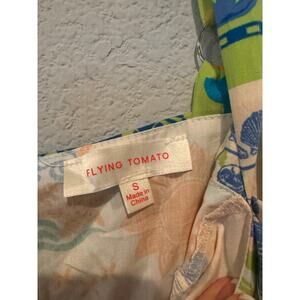 FLYING TOMATO
S
Made in
China